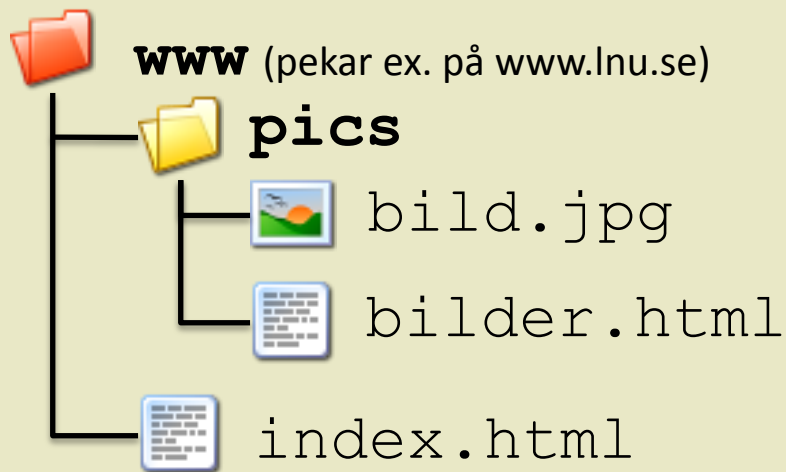 www (pekar ex. på www.lnu.se)
pics
bild.jpg
bilder.html
index.html